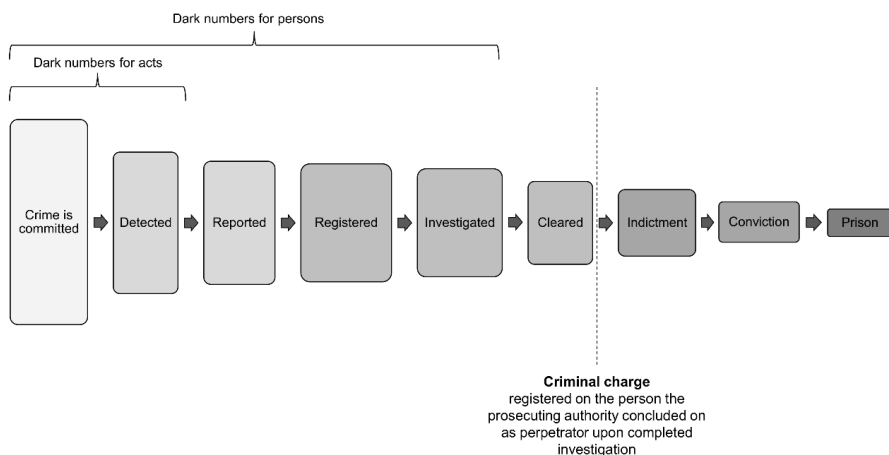 Dark numbers for persons
Dark numbers for acts
Crime is
committed
Detected
Reported
Registered
Investigated
Cleared
Indictment
Conviction
Prison
Criminal charge
registered on the person the
prosecuting authority concluded on
as perpetrator upon completed
investigation